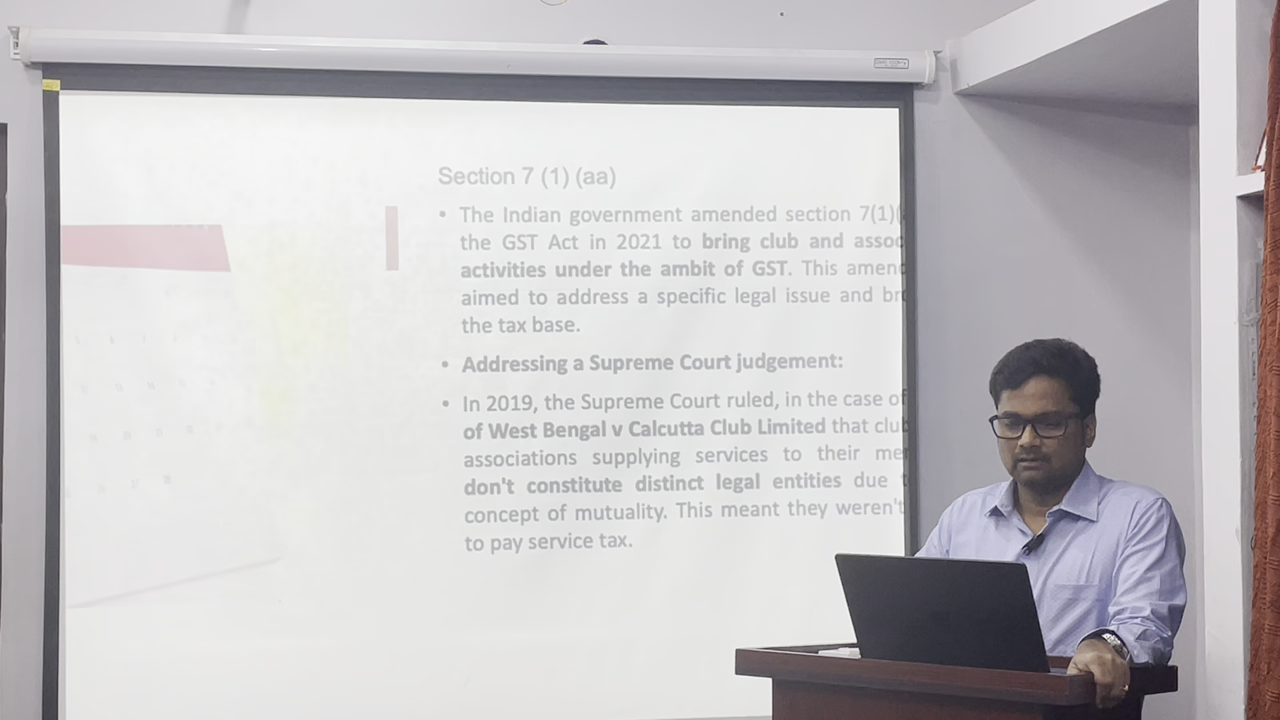 Section 7 (1) (aa)
• The Indian government amended section 7(1)(
the GST Act in 2021 to bring club and assoc
activities under the ambit of GST. This amend
aimed to address a specific legal issue and bro
the tax base.
• Addressing a Supreme Court judgement:
• In 2019, the Supreme Court ruled, in the case of
of West Bengal v Calcutta Club Limited that club
associations supplying services to their me
don't constitute distinct legal entities due t
concept of mutuality. This meant they weren't
to pay service tax.